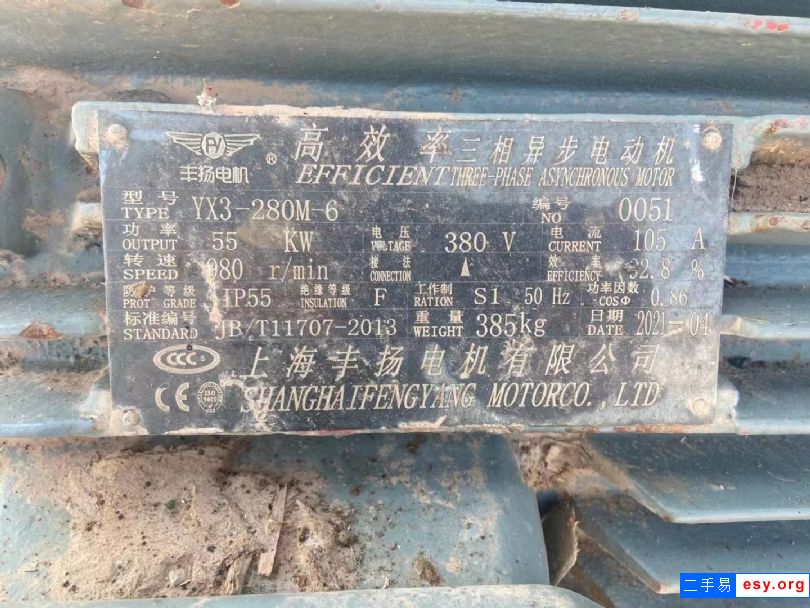 FY
丰扬电机 ®
高效率三相异步电动机
EFFICIENT THREE-PHASE ASYNCHRONOUS MOTOR
型号 TYPE YX3-280M-6 编号 NO 0051
功率 OUTPUT 55 KW 电压 VOLTAGE 380 V 电流 CURRENT 105 A
转速 SPEED 980 r/min 接法 CONNECTION 效率 EFFICIENCY 92.8 %
防护等级 PROT GRADE IP55 绝缘等级 INSULATION F 工作制 RATION S1 50 Hz 功率因数 COSΦ 0.86
标准编号 STANDARD JB/T11707-2013 重量 WEIGHT 385kg 日期 DATE 2021-04
CCC 上海丰扬电机有限公司
CE ISO 9001 SHANGHAIFENGYANG MOTORCO.,LTD
二手易 esy.org